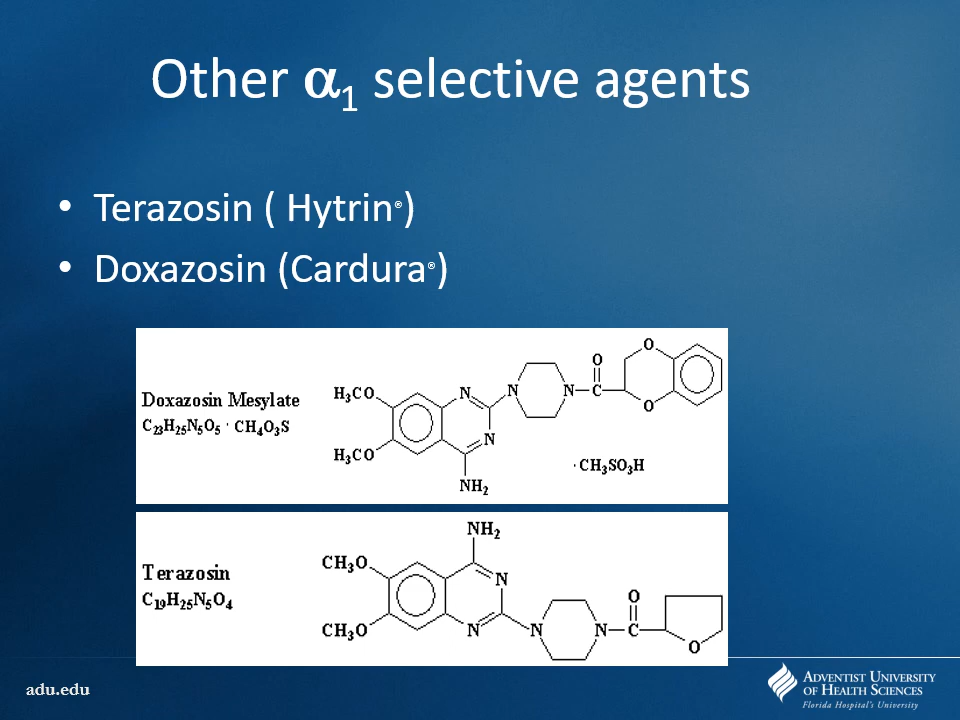 Other α₁ selective agents
• Terazosin ( Hytrin®)
• Doxazosin (Cardura®)
Doxazosin Mesylate
C₂₃H₂₅N₅O₅ · CH₄O₃S
H₃CO
H₃CO
N
N
NH₂
N
N
C
O
O
O
·CH₃SO₃H
Terazosin
C₁₉H₂₅N₅O₄
NH₂
CH₃O
CH₃O
N
N
N
N
C
O
O
adu.edu
ADVENTIST UNIVERSITY
OF HEALTH SCIENCES
Florida Hospital's University